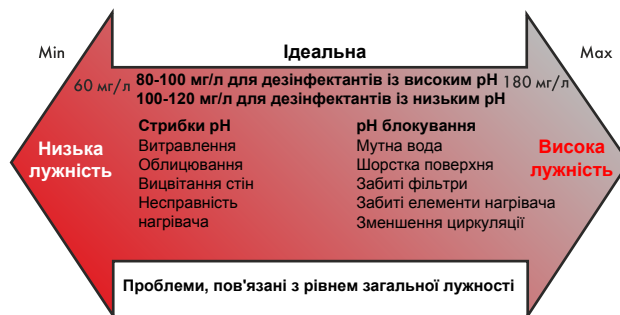 Min
Ідеальна
Max
60 мг/л
80-100 мг/л для дезінфектантів із високим pH
180 мг/л
100-120 мг/л для дезінфектантів із низьким pH
Низька
лужність
Стрибки pH
Витравлення
Облицювання
Вицвітання стін
Несправність
нагрівача
pH блокування
Мутна вода
Шорстка поверхня
Забиті фільтри
Забиті елементи нагрівача
Зменшення циркуляції
Висока
лужність
Проблеми, пов'язані з рівнем загальної лужності